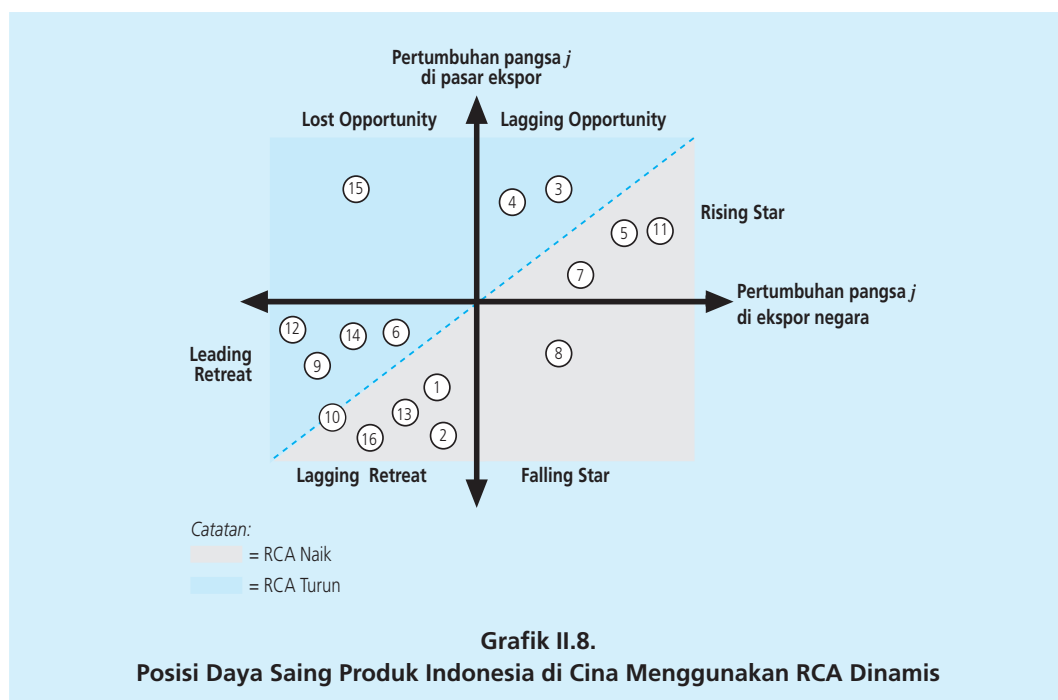 Pertumbuhan pangsa j
di pasar ekspor
Lost Opportunity
Lagging Opportunity
15
4
3
Rising Star
5
11
7
Pertumbuhan pangsa j
di ekspor negara
12
14
6
Leading
Retreat
9
8
1
10
13
16
2
Lagging Retreat
Falling Star
Catatan:
= RCA Naik
= RCA Turun
Grafik II.8.
Posisi Daya Saing Produk Indonesia di Cina Menggunakan RCA Dinamis